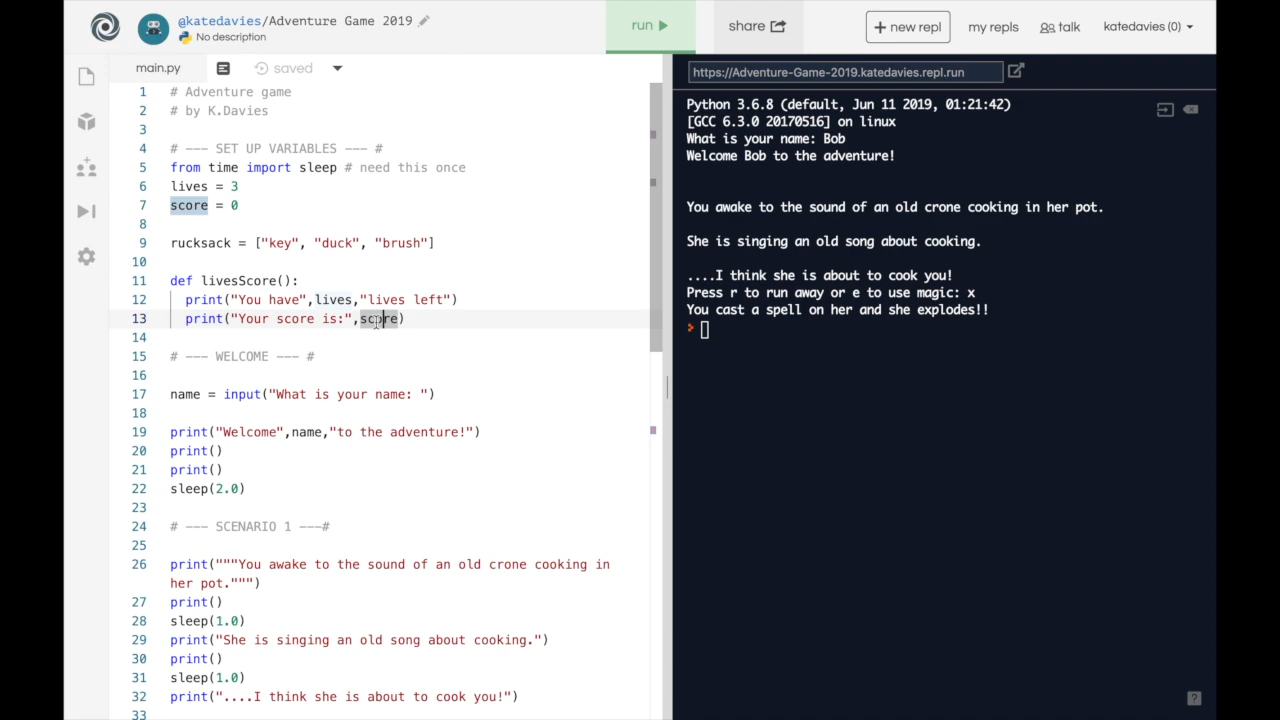 @katedavies/Adventure Game 2019
No description
run
share
+ new repl
my repls
talk
katedavies (0)
main.py
saved
https://Adventure-Game-2019.katedavies.repl.run
1 # Adventure game
2 # by K.Davies
3
4 # --- SET UP VARIABLES --- #
5 from time import sleep # need this once
6 lives = 3
7 score = 0
8
9 rucksack = ["key", "duck", "brush"]
10
11 def livesScore():
12 print("You have",lives,"lives left")
13 print("Your score is:",score)
14
15 # --- WELCOME --- #
16
17 name = input("What is your name: ")
18
19 print("Welcome",name,"to the adventure!")
20 print()
21 print()
22 sleep(2.0)
23
24 # --- SCENARIO 1 ---#
25
26 print("""You awake to the sound of an old crone cooking in
her pot.""")
27 print()
28 sleep(1.0)
29 print("She is singing an old song about cooking.")
30 print()
31 sleep(1.0)
32 print("....I think she is about to cook you!")
33
Python 3.6.8 (default, Jun 11 2019, 01:21:42)
[GCC 6.3.0 20170516] on linux
What is your name: Bob
Welcome Bob to the adventure!
You awake to the sound of an old crone cooking in her pot.
She is singing an old song about cooking.
....I think she is about to cook you!
Press r to run away or e to use magic: x
You cast a spell on her and she explodes!!
>
?